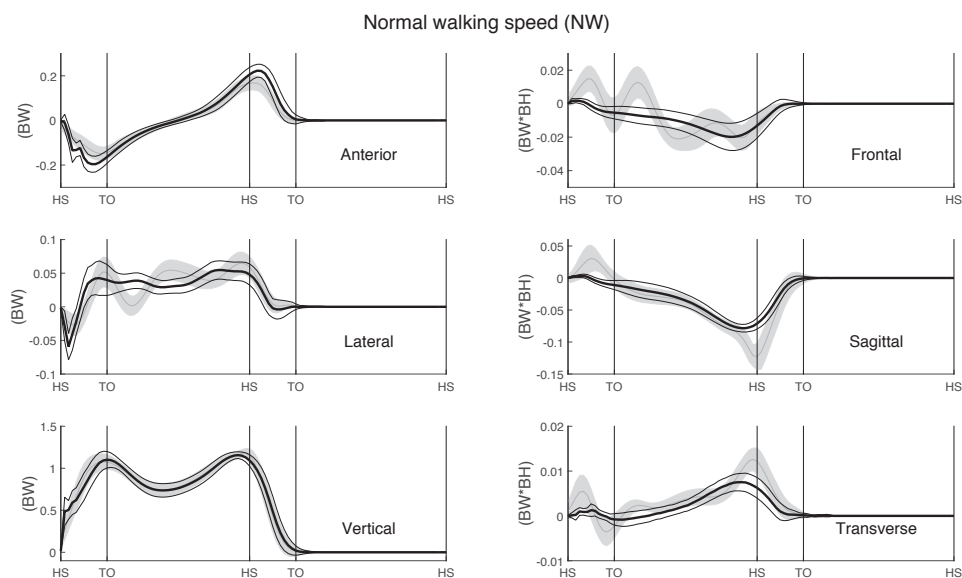 Normal walking speed (NW)
0.2
0
-0.2
(BW)
Anterior
HS TO HS TO HS
0.02
0
-0.02
-0.04
(BW*BH)
Frontal
HS TO HS TO HS
0.1
0.05
0
-0.05
-0.1
(BW)
Lateral
HS TO HS TO HS
0.05
0
-0.05
-0.1
-0.15
(BW*BH)
Sagittal
HS TO HS TO HS
1.5
1
0.5
0
(BW)
Vertical
HS TO HS TO HS
0.02
0.01
0
-0.01
(BW*BH)
Transverse
HS TO HS TO HS